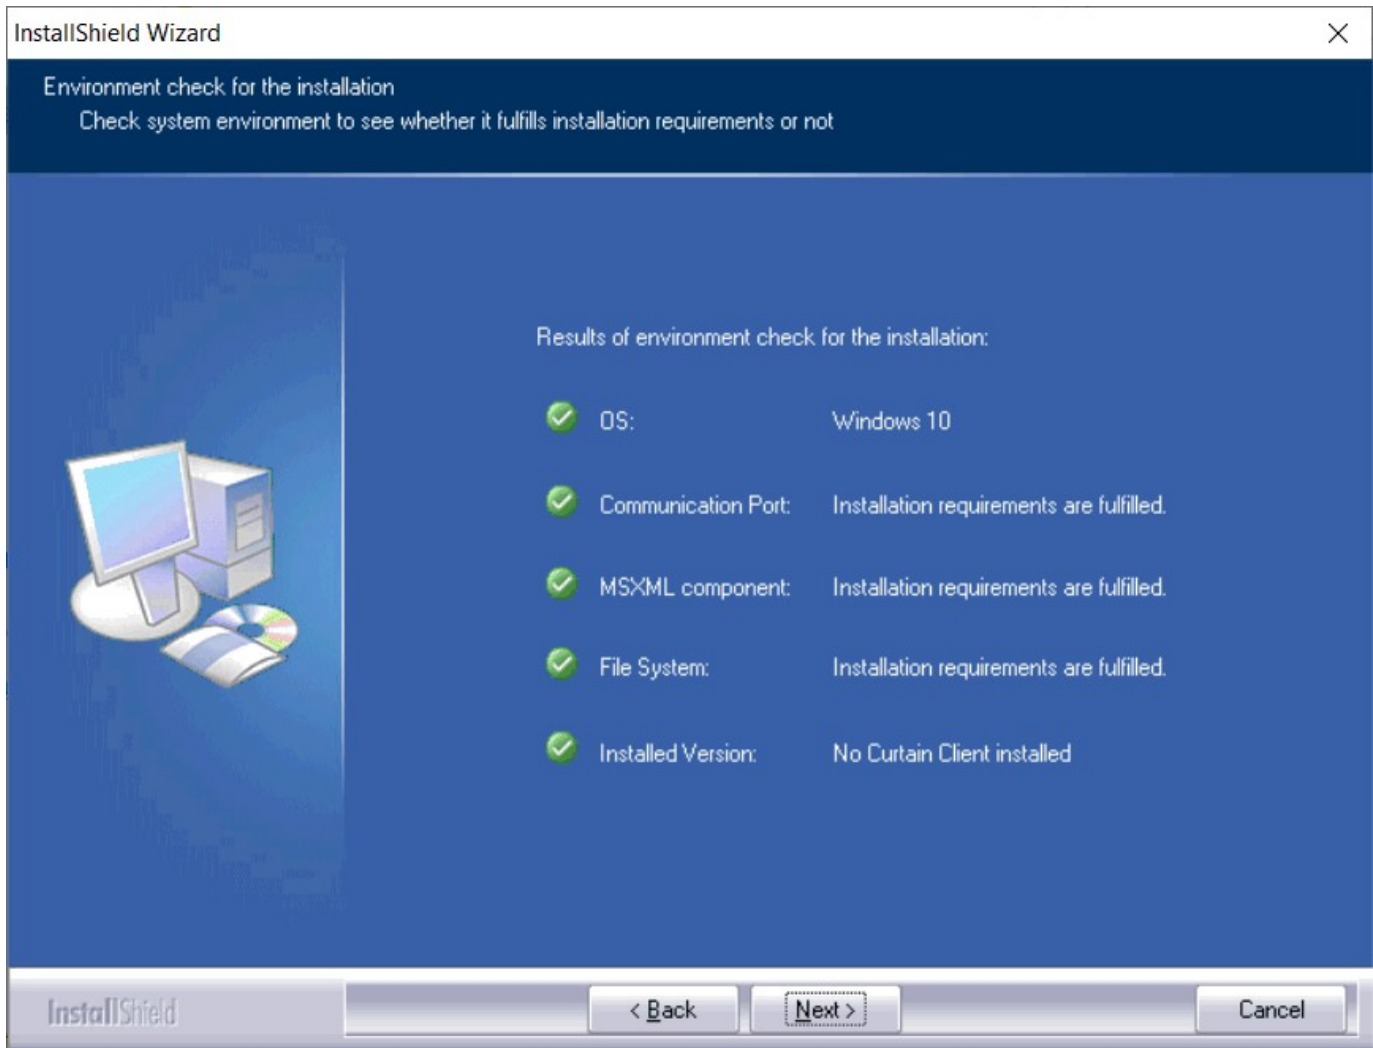 InstallShield Wizard
Environment check for the installation
Check system environment to see whether it fulfills installation requirements or not
Results of environment check for the installation:
OS: Windows 10
Communication Port: Installation requirements are fulfilled.
MSXML component: Installation requirements are fulfilled.
File System: Installation requirements are fulfilled.
Installed Version: No Curtain Client installed
InstallShield < Back Next > Cancel